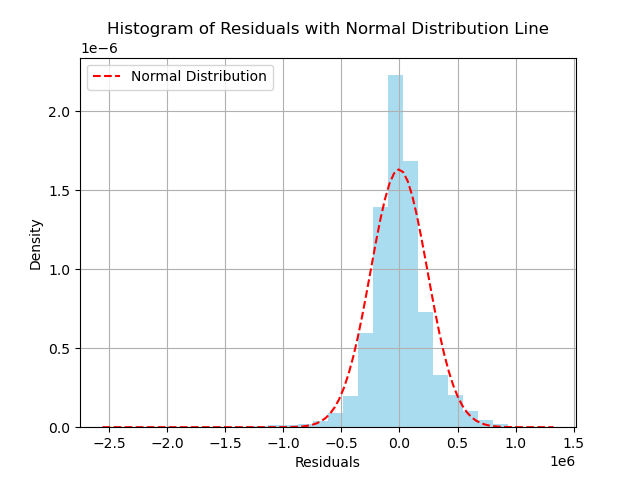 Histogram of Residuals with Normal Distribution Line
1e−6
Normal Distribution
2.0
1.5
1.0
0.5
0.0
Density
−2.5 −2.0 −1.5 −1.0 −0.5 0.0 0.5 1.0 1.5
Residuals
1e6